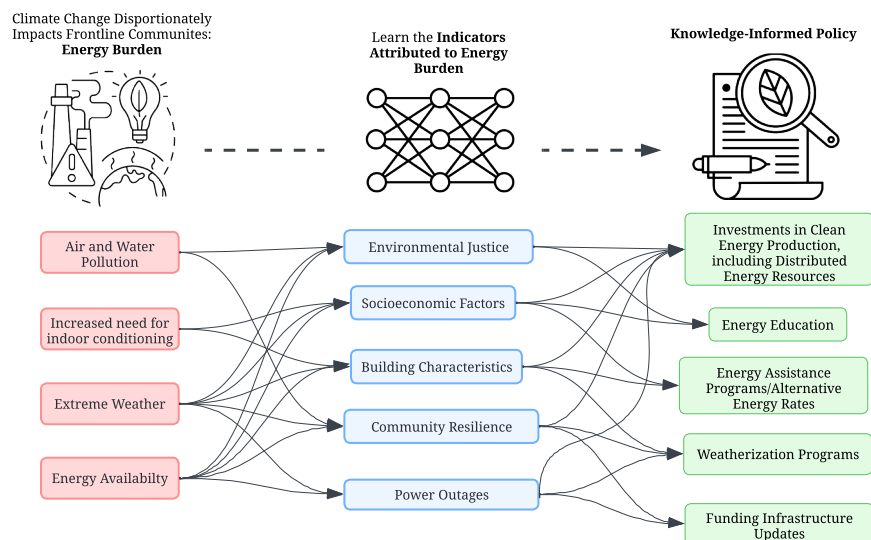 Climate Change Disportionately
Impacts Frontline Communites:
Energy Burden
Learn the Indicators
Attributed to Energy
Burden
Knowledge-Informed Policy
Air and Water
Pollution
Increased need for
indoor conditioning
Extreme Weather
Energy Availabilty
Environmental Justice
Socioeconomic Factors
Building Characteristics
Community Resilience
Power Outages
Investments in Clean
Energy Production,
including Distributed
Energy Resources
Energy Education
Energy Assistance
Programs/Alternative
Energy Rates
Weatherization Programs
Funding Infrastructure
Updates